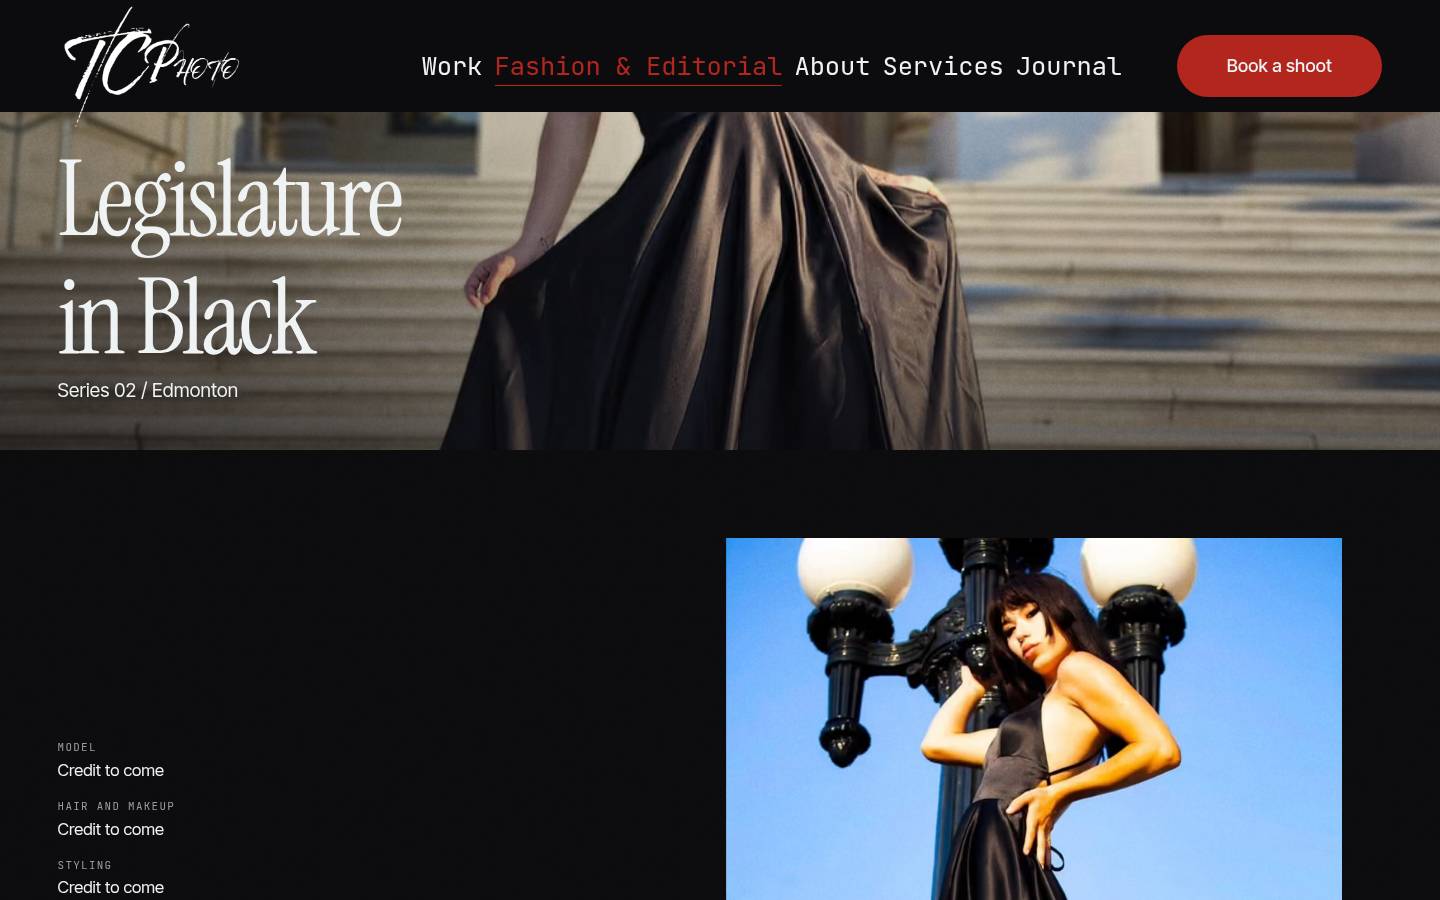 TCPHOTO
Work Fashion & Editorial About Services Journal
Book a shoot
Legislature
in Black
Series 02 / Edmonton
MODEL
Credit to come
HAIR AND MAKEUP
Credit to come
STYLING
Credit to come